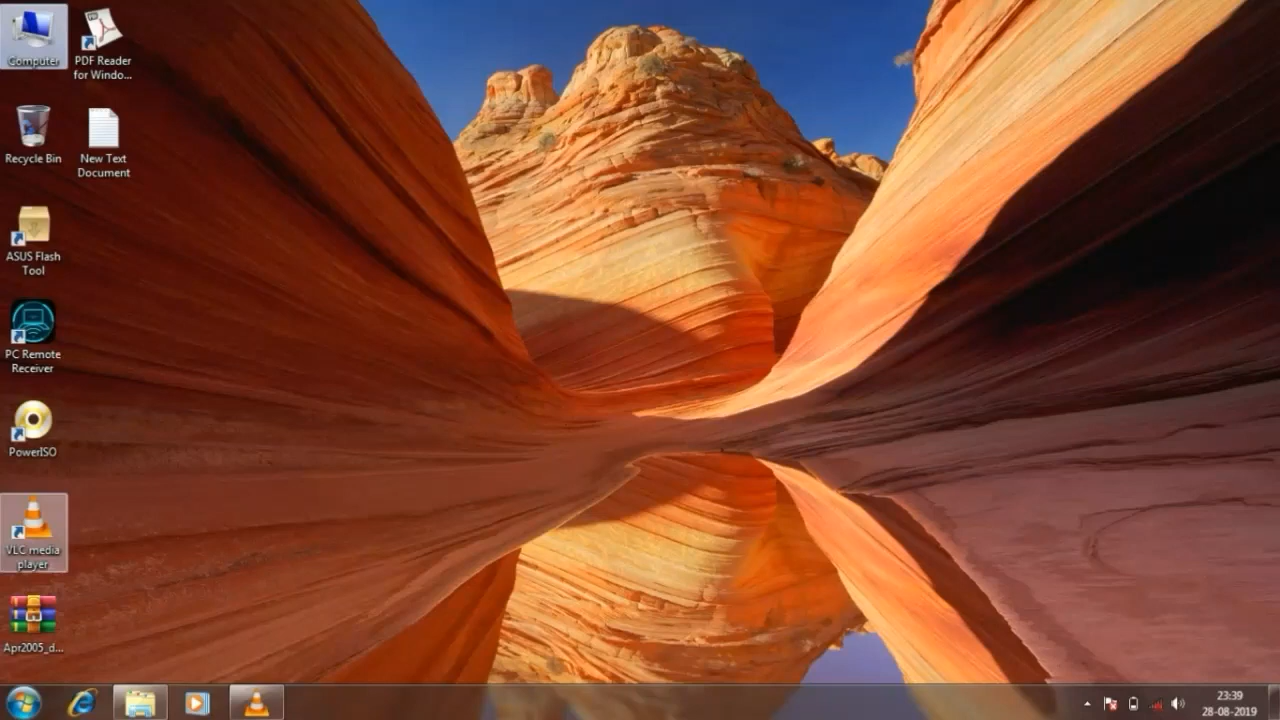 Computer
PDF Reader
for Windo...
Recycle Bin
New Text
Document
ASUS Flash
Tool
PC Remote
Receiver
PowerISO
VLC media
player
Apr2005_d...
23:39
28-08-2019